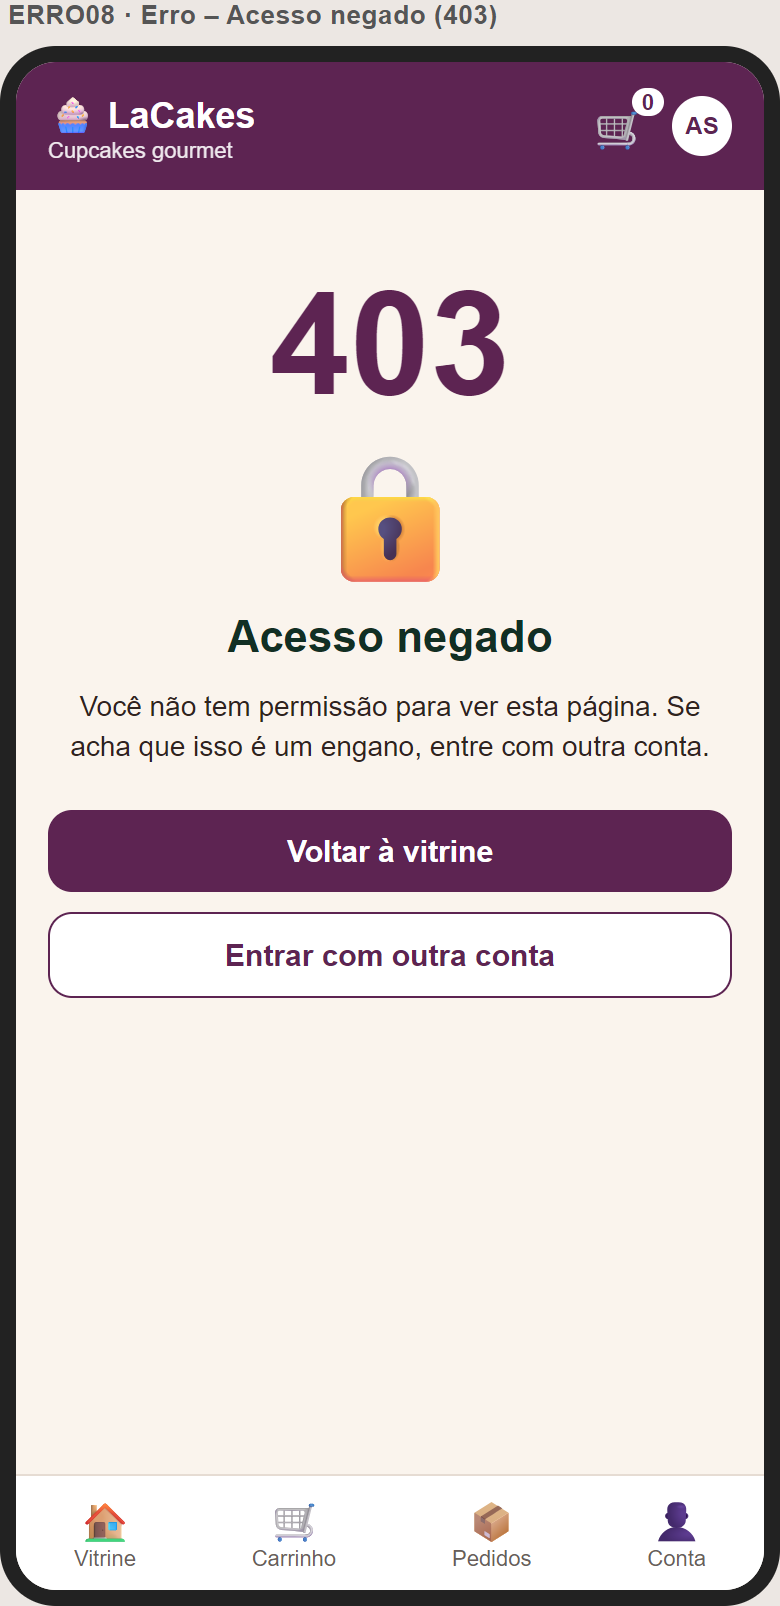 ERRO08 · Erro – Acesso negado (403)
LaCakes
Cupcakes gourmet
0
AS
403
Acesso negado
Você não tem permissão para ver esta página. Se
acha que isso é um engano, entre com outra conta.
Voltar à vitrine
Entrar com outra conta
Vitrine
Carrinho
Pedidos
Conta